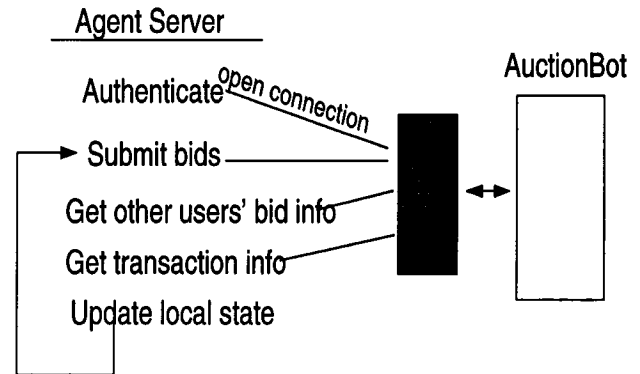 Agent Server
AuctionBot
open connection
Authenticate
Submit bids
Get other users' bid info
Get transaction info
Update local state